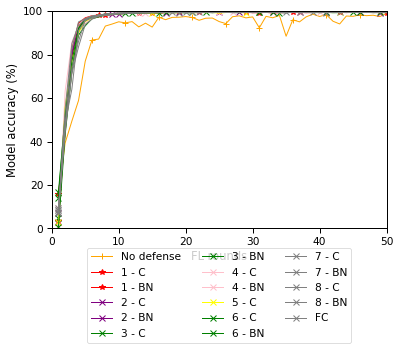 100
80
60
40
20
0
Model accuracy (%)
0 10 20 30 40 50
FL rounds
No defense
1 - C
1 - BN
2 - C
2 - BN
3 - C
3 - BN
4 - C
4 - BN
5 - C
6 - C
6 - BN
7 - C
7 - BN
8 - C
8 - BN
FC